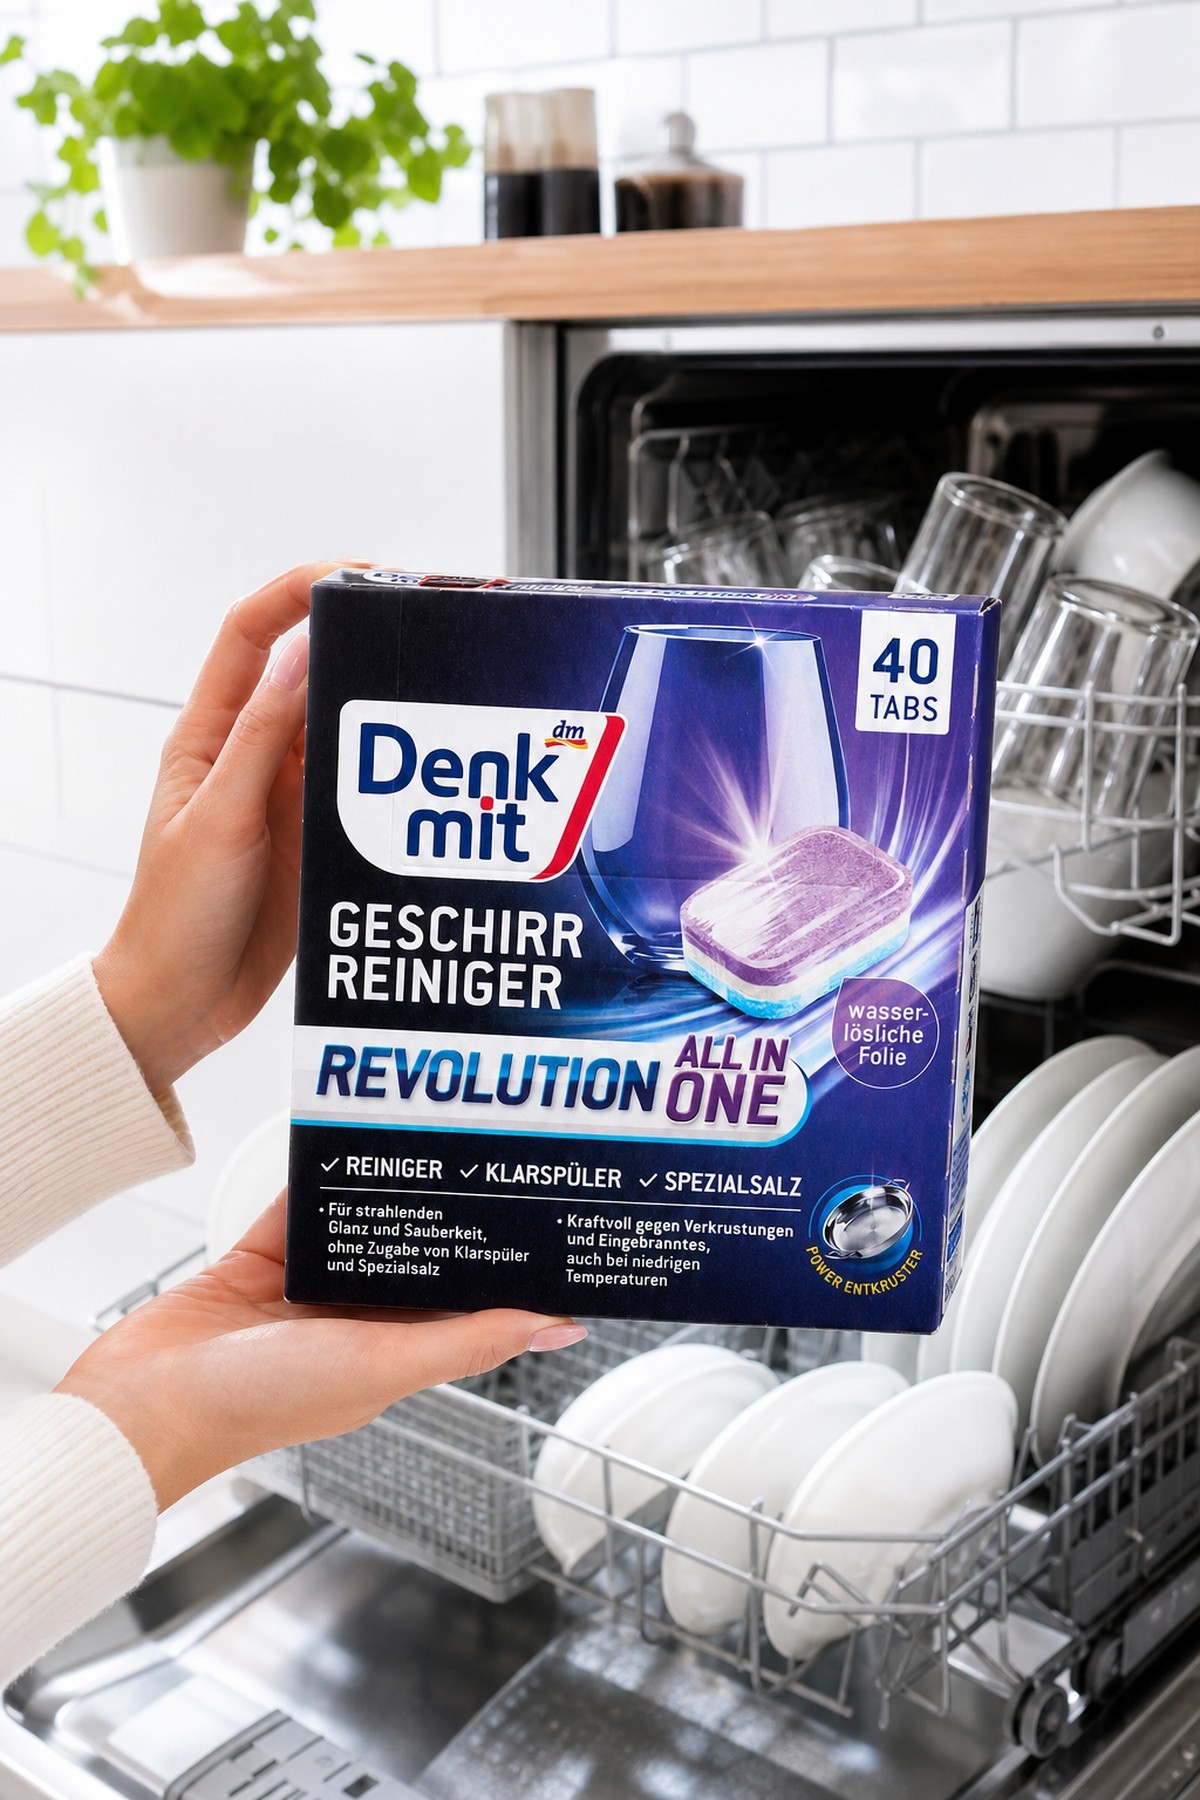 REVOLUTION ONE
40
TABS
dm
Denk
mit
GESCHIRR
REINIGER
wasser-
lösliche
Folie
REVOLUTION ALL IN ONE
✓ REINIGER ✓ KLARSPÜLER ✓ SPEZIALSALZ
• Für strahlenden
Glanz und Sauberkeit,
ohne Zugabe von Klarspüler
und Spezialsalz
• Kraftvoll gegen Verkrustungen
und Eingebranntes,
auch bei niedrigen
Temperaturen
POWER ENTKRUSTER